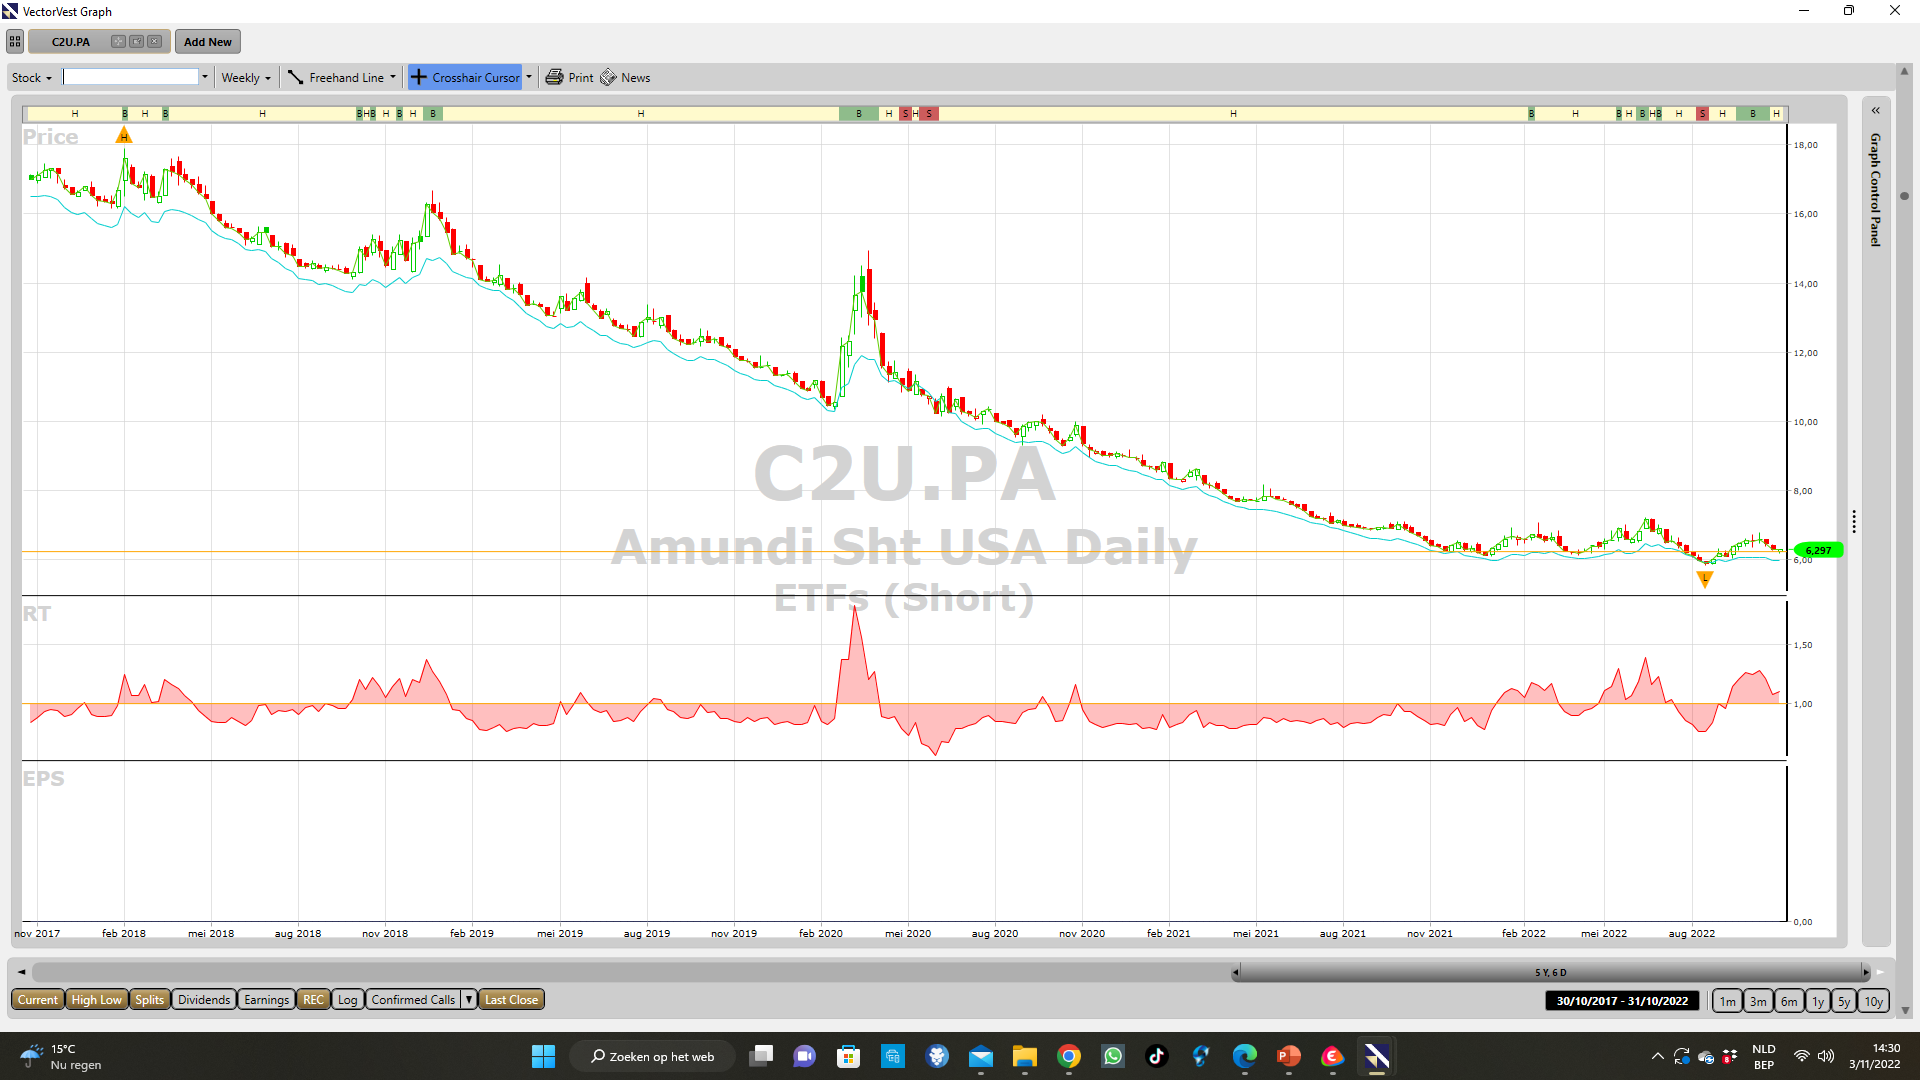 VectorVest Graph
C2U.PA Add New
Stock Weekly Freehand Line Crosshair Cursor Print News
H B H B H B H B H B H B H B H S H S H B H B H B H B H S H B H
Price
H
18,00
16,00
14,00
12,00
10,00
8,00
6,00
6,297
L
C2U.PA
Amundi Sht USA Daily
ETFs (Short)
RT
1,50
1,00
EPS
0,00
nov 2017 feb 2018 mei 2018 aug 2018 nov 2018 feb 2019 mei 2019 aug 2019 nov 2019 feb 2020 mei 2020 aug 2020 nov 2020 feb 2021 mei 2021 aug 2021 nov 2021 feb 2022 mei 2022 aug 2022
Graph Control Panel
5 Y, 6 D
Current High Low Splits Dividends Earnings REC Log Confirmed Calls Last Close 30/10/2017 - 31/10/2022 1m 3m 6m 1y 5y 10y
15°C
Nu regen
Zoeken op het web
NLD
BEP
14:30
3/11/2022